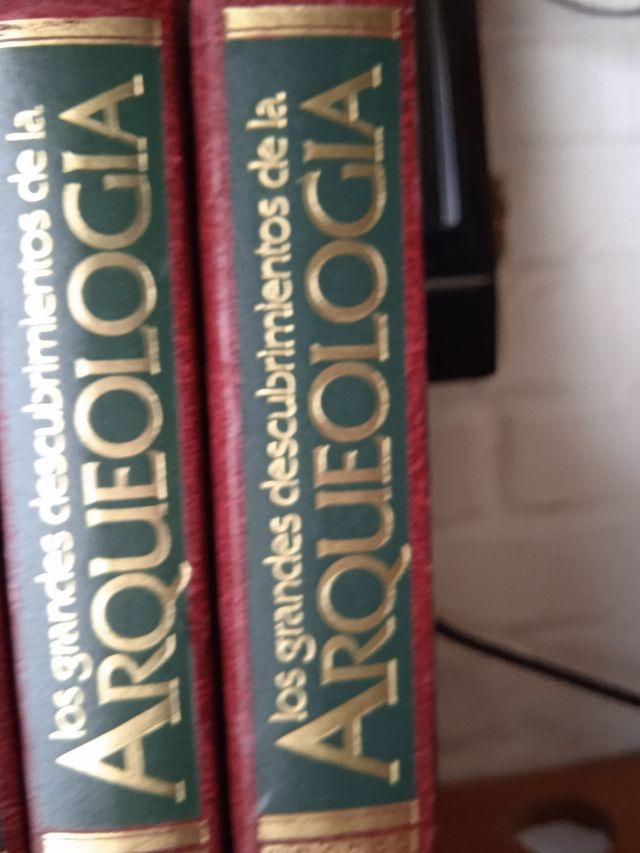 los grandes descubrimientos de la
ARQUEOLOGIA
los grandes descubrimientos de la
ARQUEOLOGIA